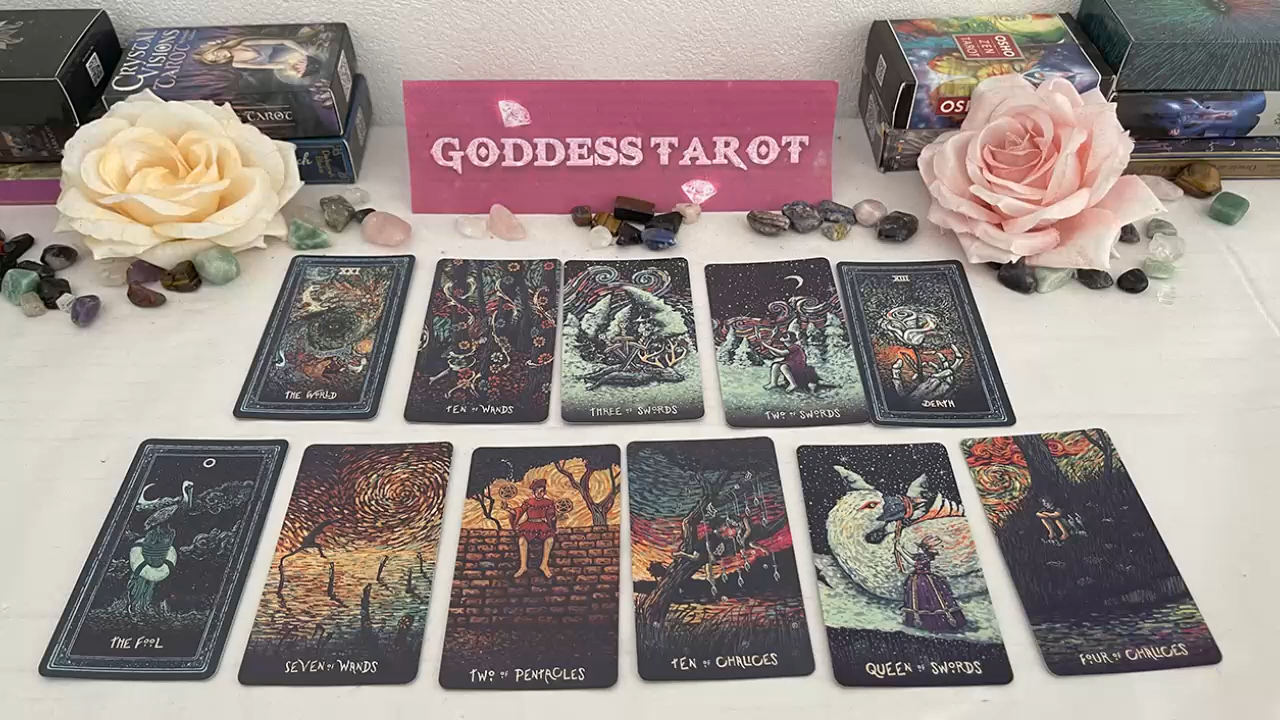 CRYSTAL
VISIONS
TAROT
TAROT
OSHO
ZEN
TAROT
GODDESS TAROT
XXI
THE WORLD
TEN OF WANDS
THREE OF SWORDS
TWO OF SWORDS
XIII
DEATH
THE FOOL
SEVEN OF WANDS
TWO OF PENTACLES
TEN OF CHALICES
QUEEN OF SWORDS
FOUR OF CHALICES